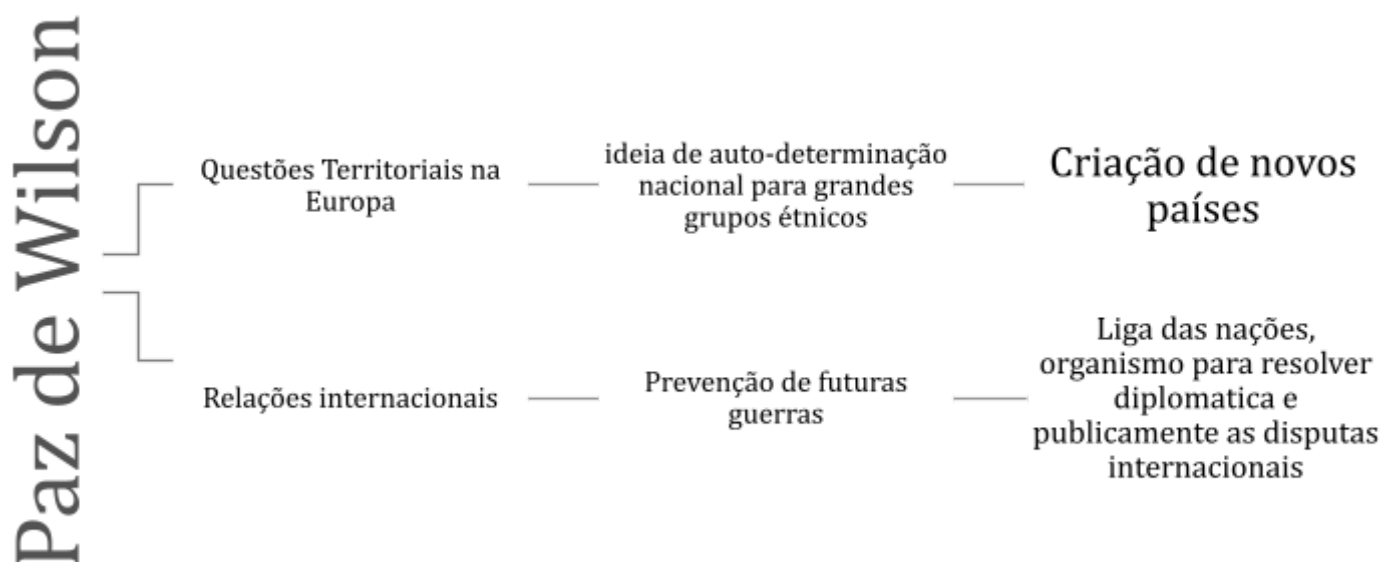 Paz de Wilson
Questões Territoriais na
Europa
ideia de auto-determinação
nacional para grandes
grupos étnicos
Criação de novos
países
Relações internacionais
Prevenção de futuras
guerras
Liga das nações,
organismo para resolver
diplomatica e
publicamente as disputas
internacionais